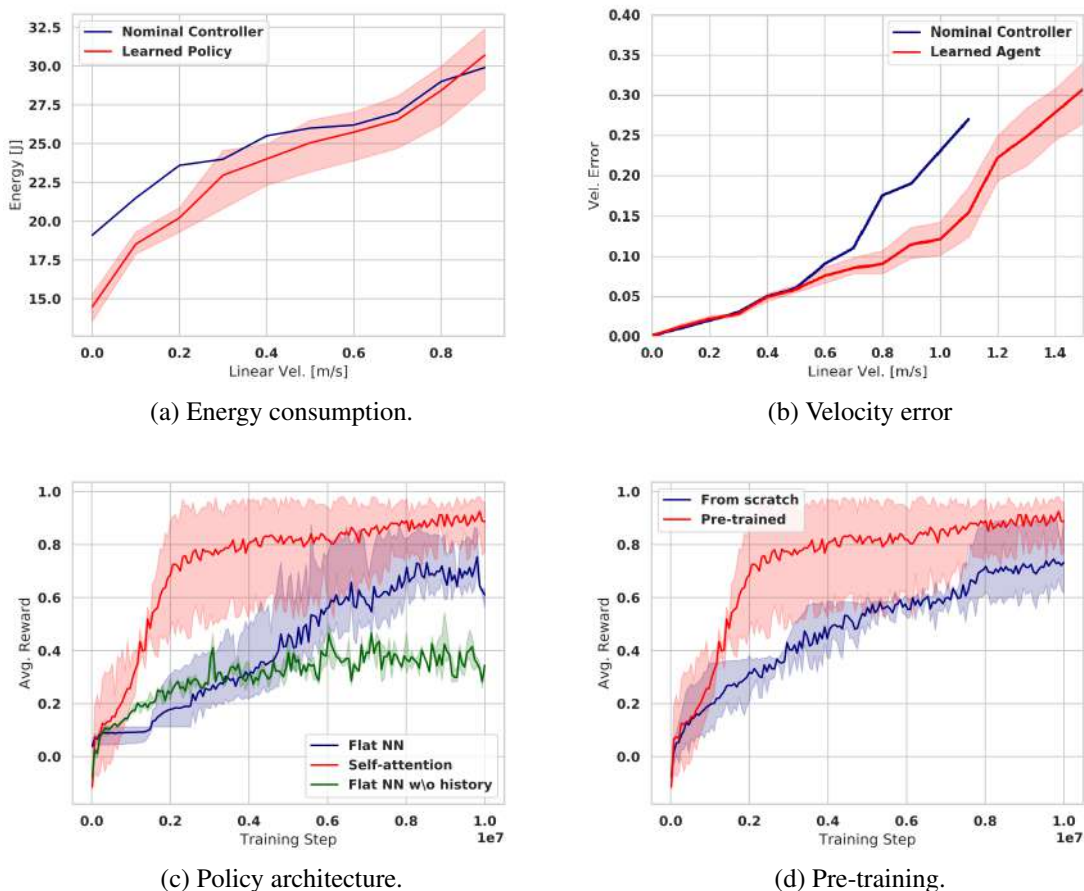 Nominal Controller
Learned Policy
32.5
30.0
27.5
25.0
22.5
20.0
17.5
15.0
Energy [J]
0.0 0.2 0.4 0.6 0.8
Linear Vel. [m/s]
(a) Energy consumption.
Nominal Controller
Learned Agent
0.40
0.35
0.30
0.25
0.20
0.15
0.10
0.05
0.00
Vel. Error
0.0 0.2 0.4 0.6 0.8 1.0 1.2 1.4
Linear Vel. [m/s]
(b) Velocity error
1.0
0.8
0.6
0.4
0.2
0.0
Avg. Reward
Flat NN
Self-attention
Flat NN w\o history
0.0 0.2 0.4 0.6 0.8 1.0
1e7
Training Step
(c) Policy architecture.
From scratch
Pre-trained
1.0
0.8
0.6
0.4
0.2
0.0
Avg. Reward
0.0 0.2 0.4 0.6 0.8 1.0
1e7
Training Step
(d) Pre-training.